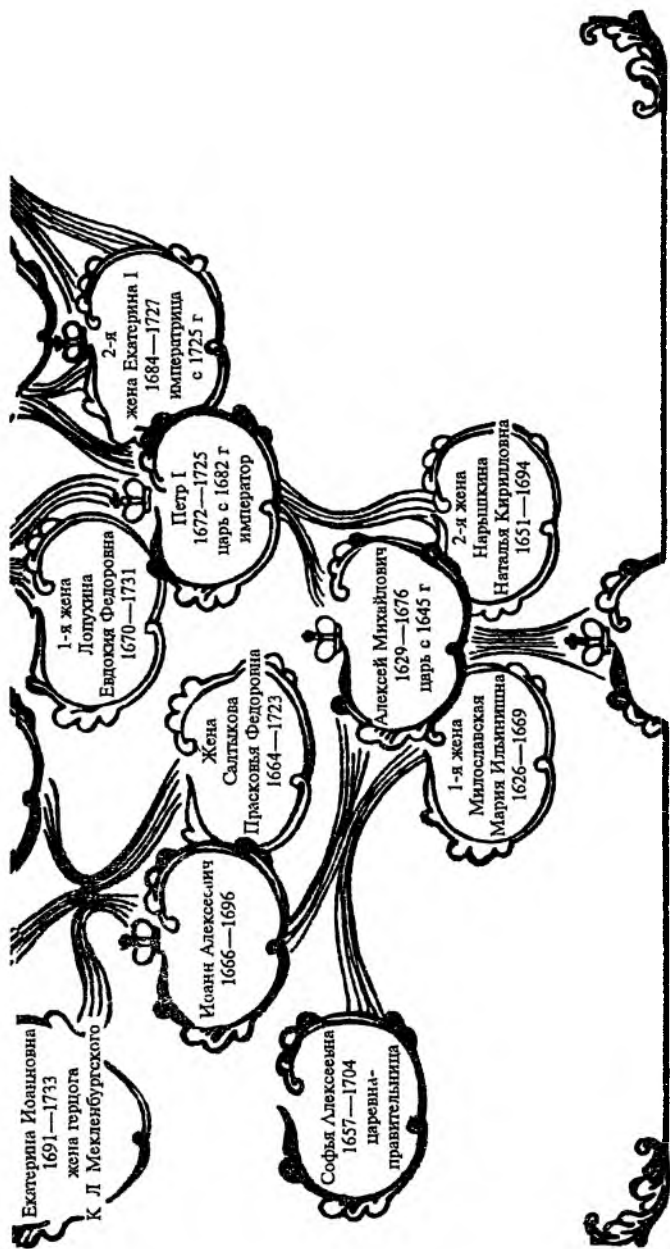 Екатерина Иоанновна
1691—1733
жена герцога
К Л Мекленбургского
1-я жена
Лопухина
Евдокия Федоровна
1670—1731
2-я
жена Екатерина I
1684—1727
императрица
с 1725 г
Иоанн Алексеевич
1666—1696
Жена
Салтыкова
Прасковья Федоровна
1664—1723
Петр I
1672—1725
царь с 1682 г
император
Софья Алексеевна
1657—1704
царевна-
правительница
Алексей Михайлович
1629—1676
царь с 1645 г
1-я жена
Милославская
Мария Ильинишна
1626—1669
2-я жена
Нарышкина
Наталья Кирилловна
1651—1694